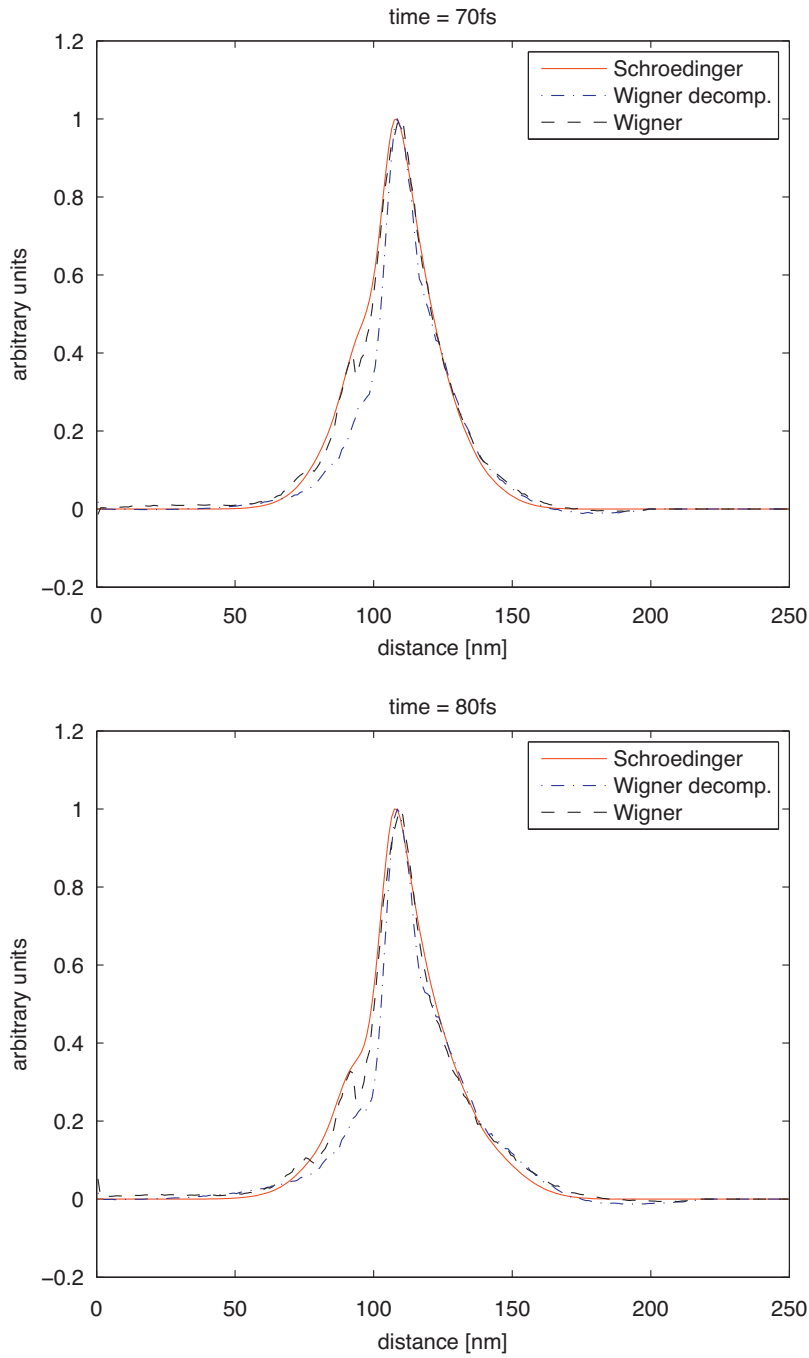 time = 70fs
1.2
1
0.8
0.6
0.4
0.2
0
−0.2
arbitrary units
Schroedinger
Wigner decomp.
Wigner
0 50 100 150 200 250
distance [nm]
time = 80fs
1.2
1
0.8
0.6
0.4
0.2
0
−0.2
arbitrary units
Schroedinger
Wigner decomp.
Wigner
0 50 100 150 200 250
distance [nm]